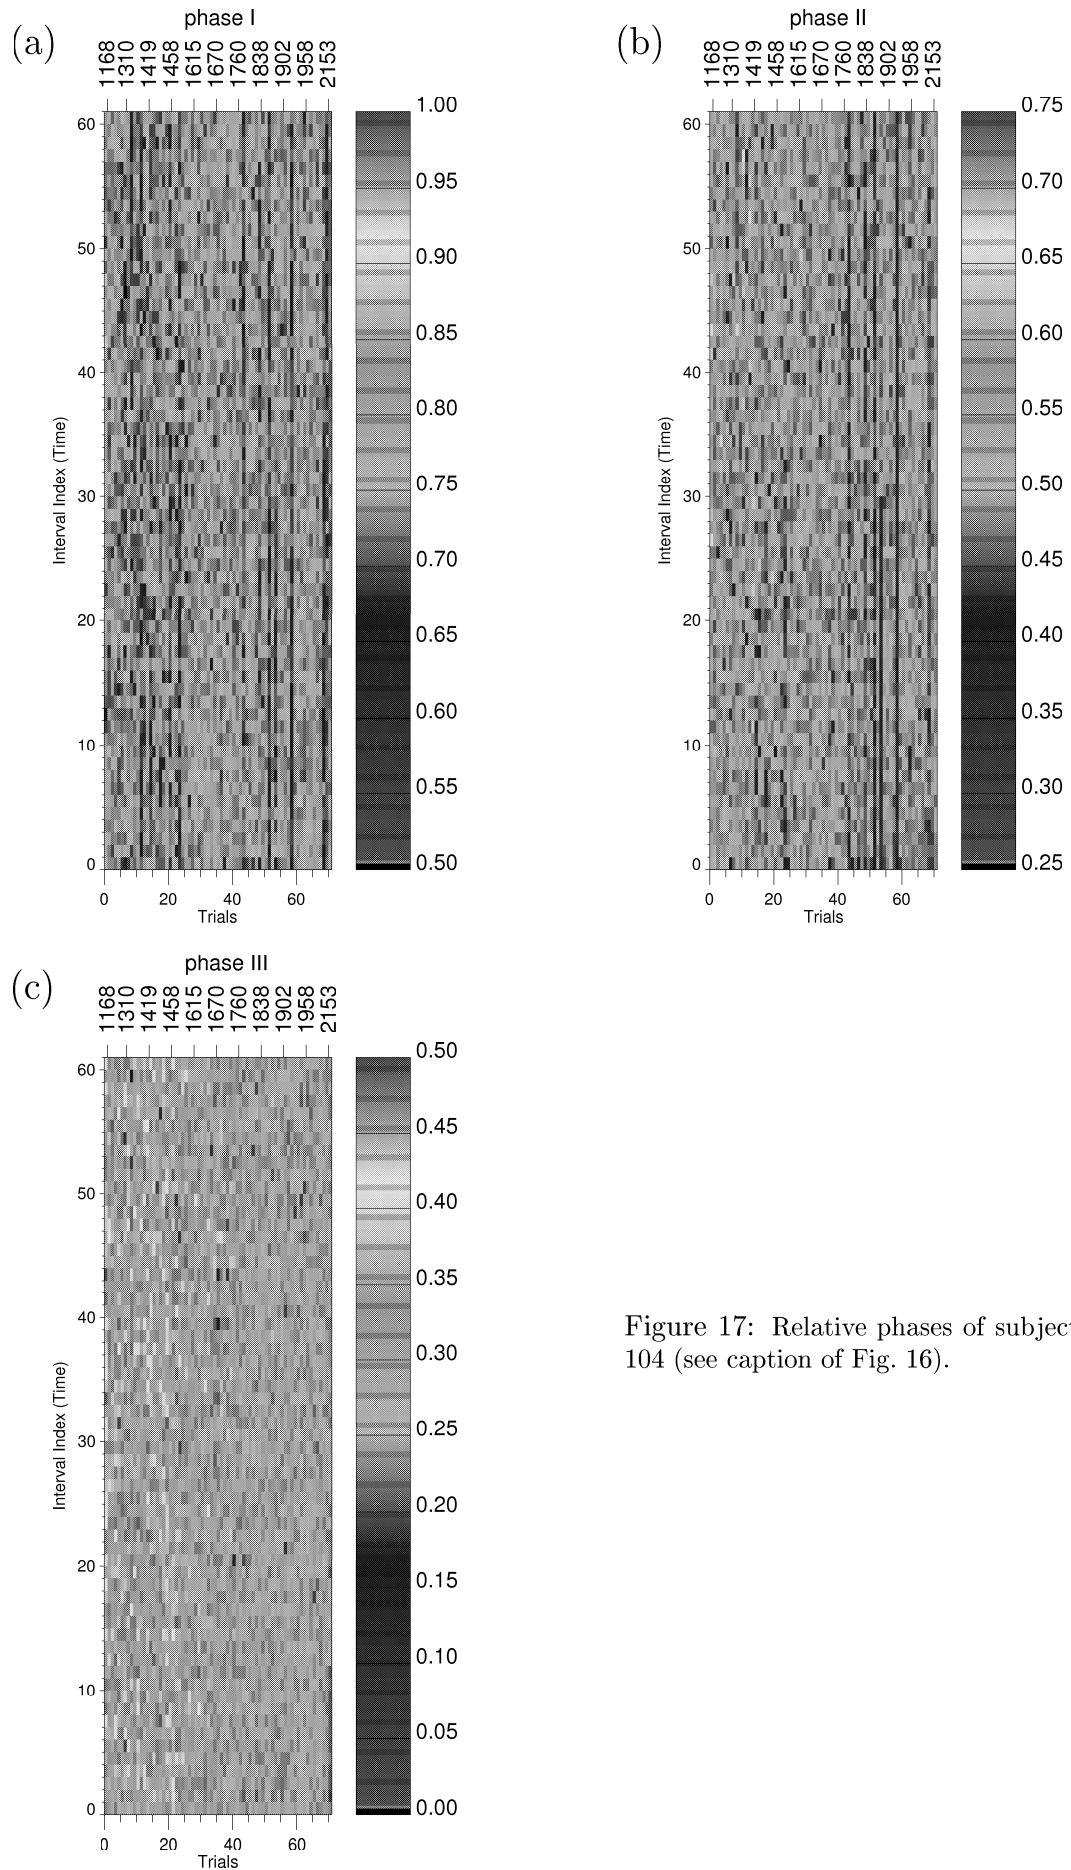 phase I
(a)
1168 1310 1419 1458 1615 1670 1760 1838 1902 1958 2153
60
50
40
30
20
10
0
Interval Index (Time)
0 20 40 60
Trials
1.00
0.95
0.90
0.85
0.80
0.75
0.70
0.65
0.60
0.55
0.50
phase II
(b)
1168 1310 1419 1458 1615 1670 1760 1838 1902 1958 2153
60
50
40
30
20
10
0
Interval Index (Time)
0 20 40 60
Trials
0.75
0.70
0.65
0.60
0.55
0.50
0.45
0.40
0.35
0.30
0.25
phase III
(c)
1168 1310 1419 1458 1615 1670 1760 1838 1902 1958 2153
60
50
40
30
20
10
0
Interval Index (Time)
0 20 40 60
Trials
0.50
0.45
0.40
0.35
0.30
0.25
0.20
0.15
0.10
0.05
0.00
Figure 17: Relative phases of subject
104 (see caption of Fig. 16).